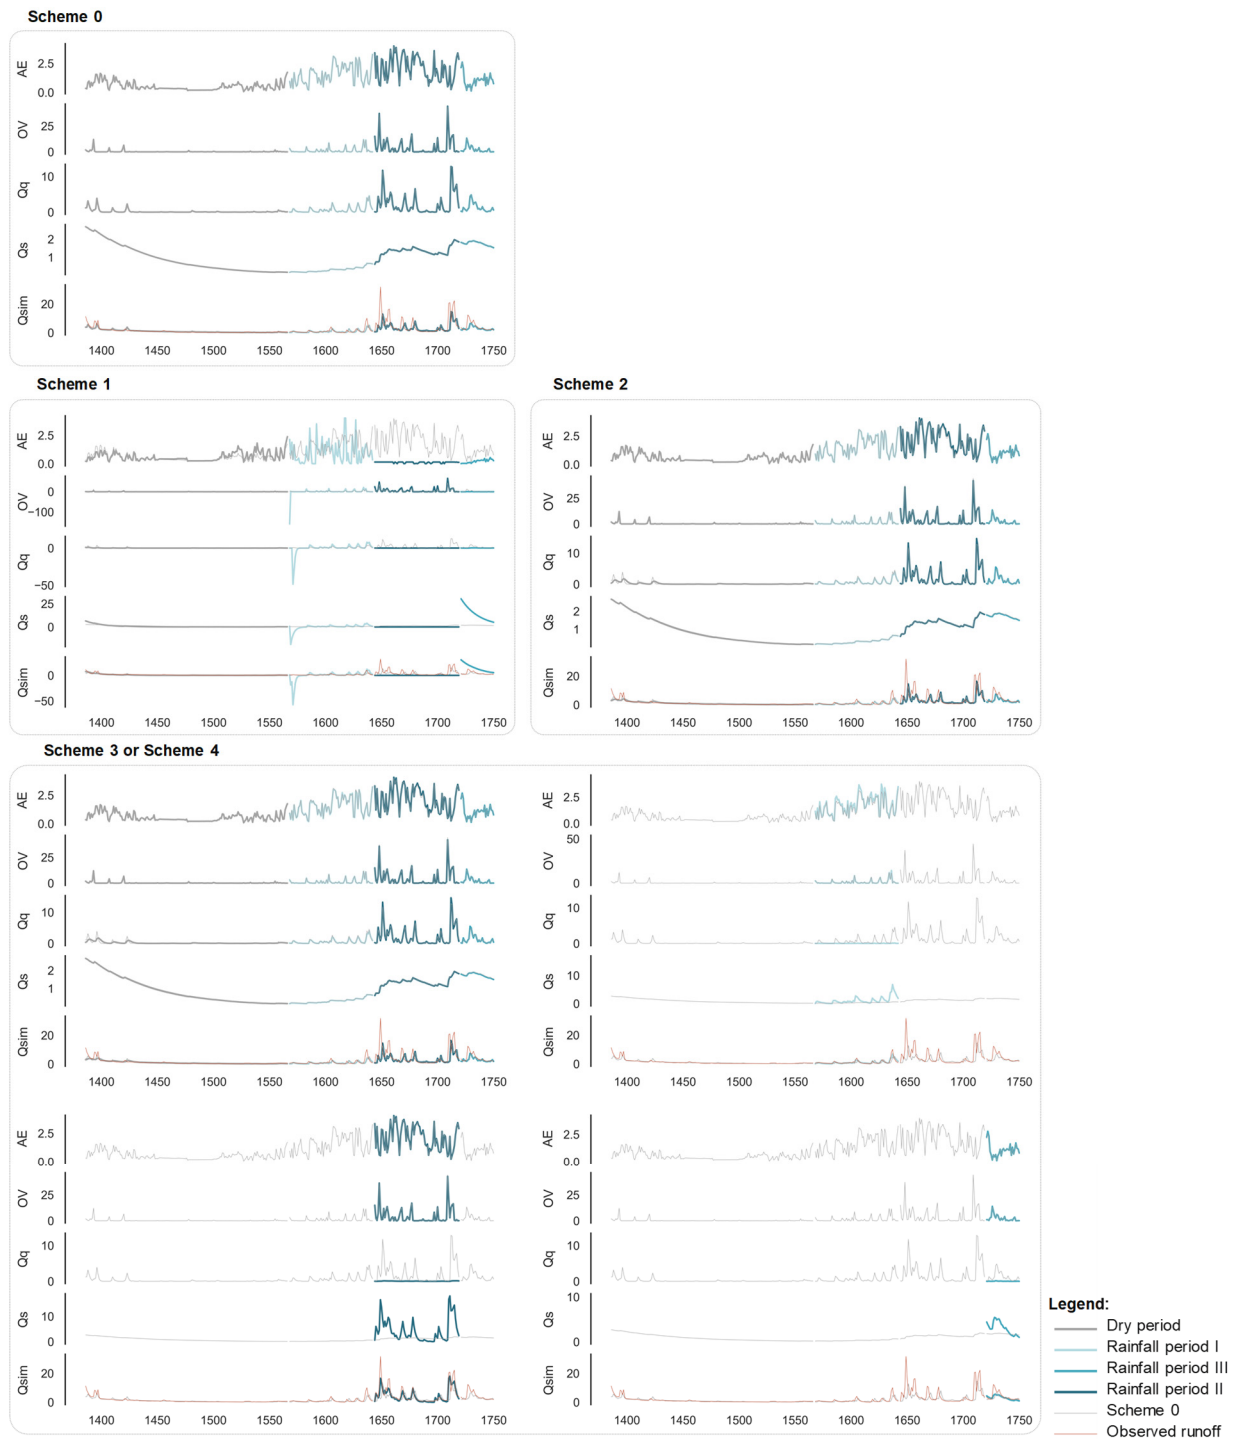 Scheme 0
AE
2.5
0.0
OV
25
0
Qq
10
0
Qs
2
1
Qsim
20
0
1400 1450 1500 1550 1600 1650 1700 1750
Scheme 1
AE
2.5
0.0
OV
0
−100
Qq
0
−50
Qs
25
0
Qsim
0
−50
1400 1450 1500 1550 1600 1650 1700 1750
Scheme 2
AE
2.5
0.0
OV
25
0
Qq
10
0
Qs
2
1
Qsim
20
0
1400 1450 1500 1550 1600 1650 1700 1750
Scheme 3 or Scheme 4
AE
2.5
0.0
OV
25
0
Qq
10
0
Qs
2
1
Qsim
20
0
1400 1450 1500 1550 1600 1650 1700 1750
AE
2.5
0.0
OV
50
0
Qq
10
0
Qs
10
0
Qsim
20
0
1400 1450 1500 1550 1600 1650 1700 1750
AE
2.5
0.0
OV
25
0
Qq
10
0
Qs
10
0
Qsim
20
0
1400 1450 1500 1550 1600 1650 1700 1750
AE
2.5
0.0
OV
25
0
Qq
10
0
Qs
10
0
Qsim
20
0
1400 1450 1500 1550 1600 1650 1700 1750
Legend:
Dry period
Rainfall period I
Rainfall period III
Rainfall period II
Scheme 0
Observed runoff